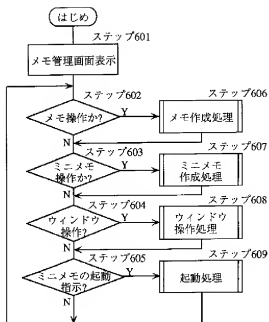 はじめ
ステップ601
メモ管理画面表示
ステップ602
ステップ606
メモ操作か?
Y
メモ作成処理
N
ステップ603
ステップ607
ミニメモ
操作か?
Y
ミニメモ
作成処理
N
ステップ604
ステップ608
ウィンドウ
操作?
Y
ウィンドウ
操作処理
N
ステップ605
ステップ609
ミニメモの起動
指示?
Y
起動処理
N